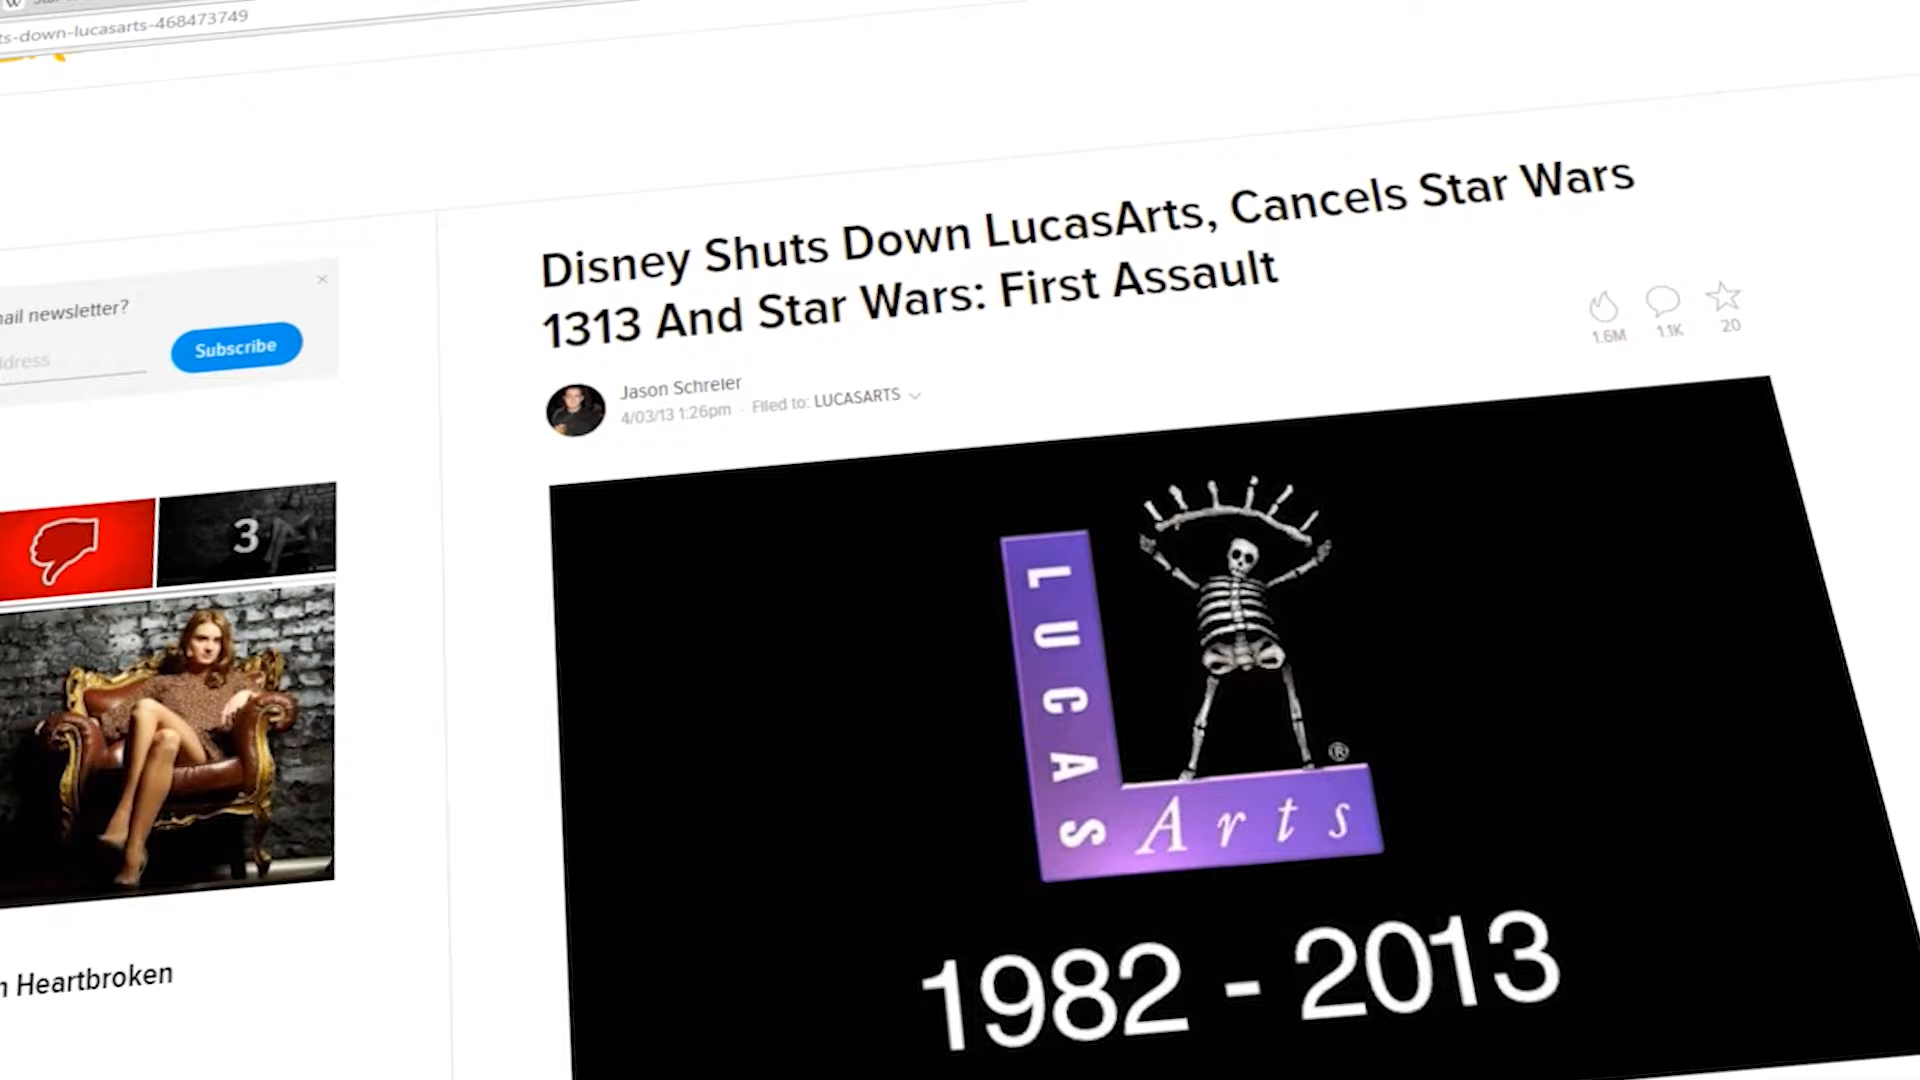 ts-down-lucasarts-468473749
Disney Shuts Down LucasArts, Cancels Star Wars
1313 And Star Wars: First Assault
Jason Schreier
4/03/13 1:26pm · Filed to: LUCASARTS
1.6M 1.1K 20
newsletter?
Subscribe
3
Heartbroken
LUCAS
Arts
®
1982 - 2013